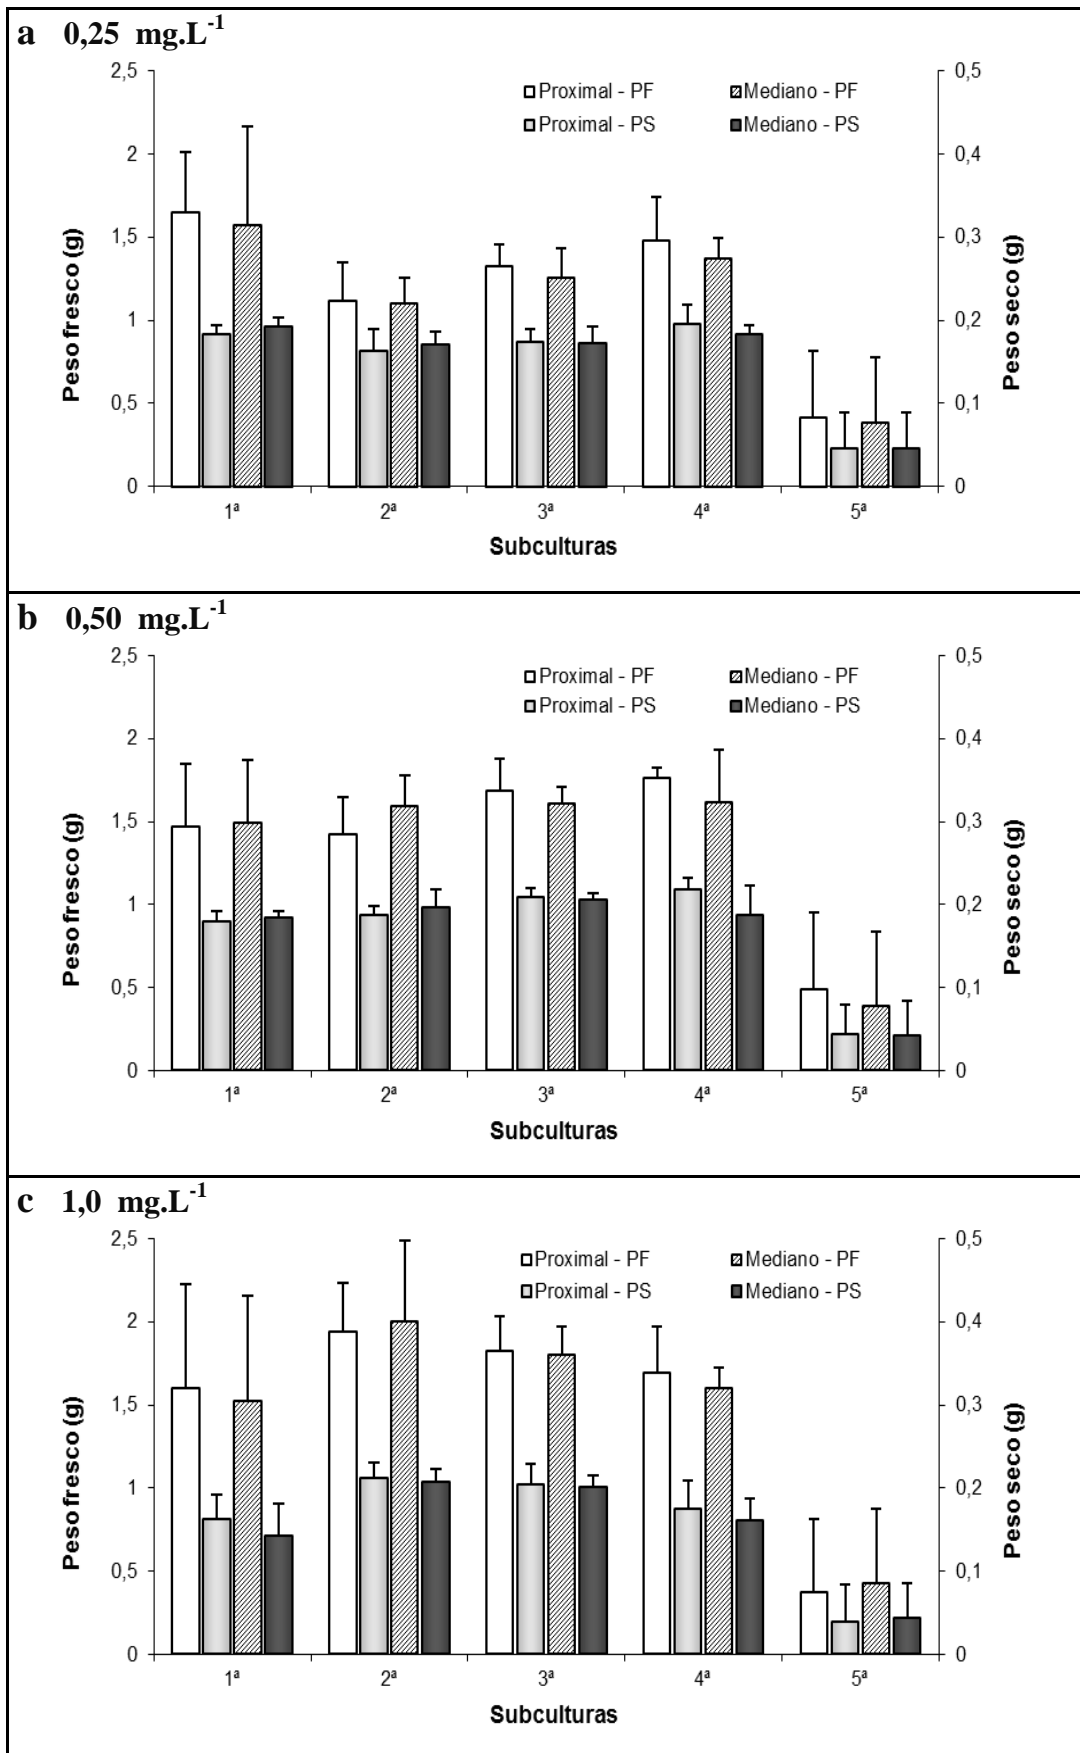 a 0,25 mg.L-1
2,5
2
1,5
1
0,5
0
0,5
0,4
0,3
0,2
0,1
0
Peso fresco (g)
Peso seco (g)
Proximal - PF
Mediano - PF
Proximal - PS
Mediano - PS
1ª 2ª 3ª 4ª 5ª
Subculturas
b 0,50 mg.L-1
2,5
2
1,5
1
0,5
0
0,5
0,4
0,3
0,2
0,1
0
Peso fresco (g)
Peso seco (g)
Proximal - PF
Mediano - PF
Proximal - PS
Mediano - PS
1ª 2ª 3ª 4ª 5ª
Subculturas
c 1,0 mg.L-1
2,5
2
1,5
1
0,5
0
0,5
0,4
0,3
0,2
0,1
0
Peso fresco (g)
Peso seco (g)
Proximal - PF
Mediano - PF
Proximal - PS
Mediano - PS
1ª 2ª 3ª 4ª 5ª
Subculturas